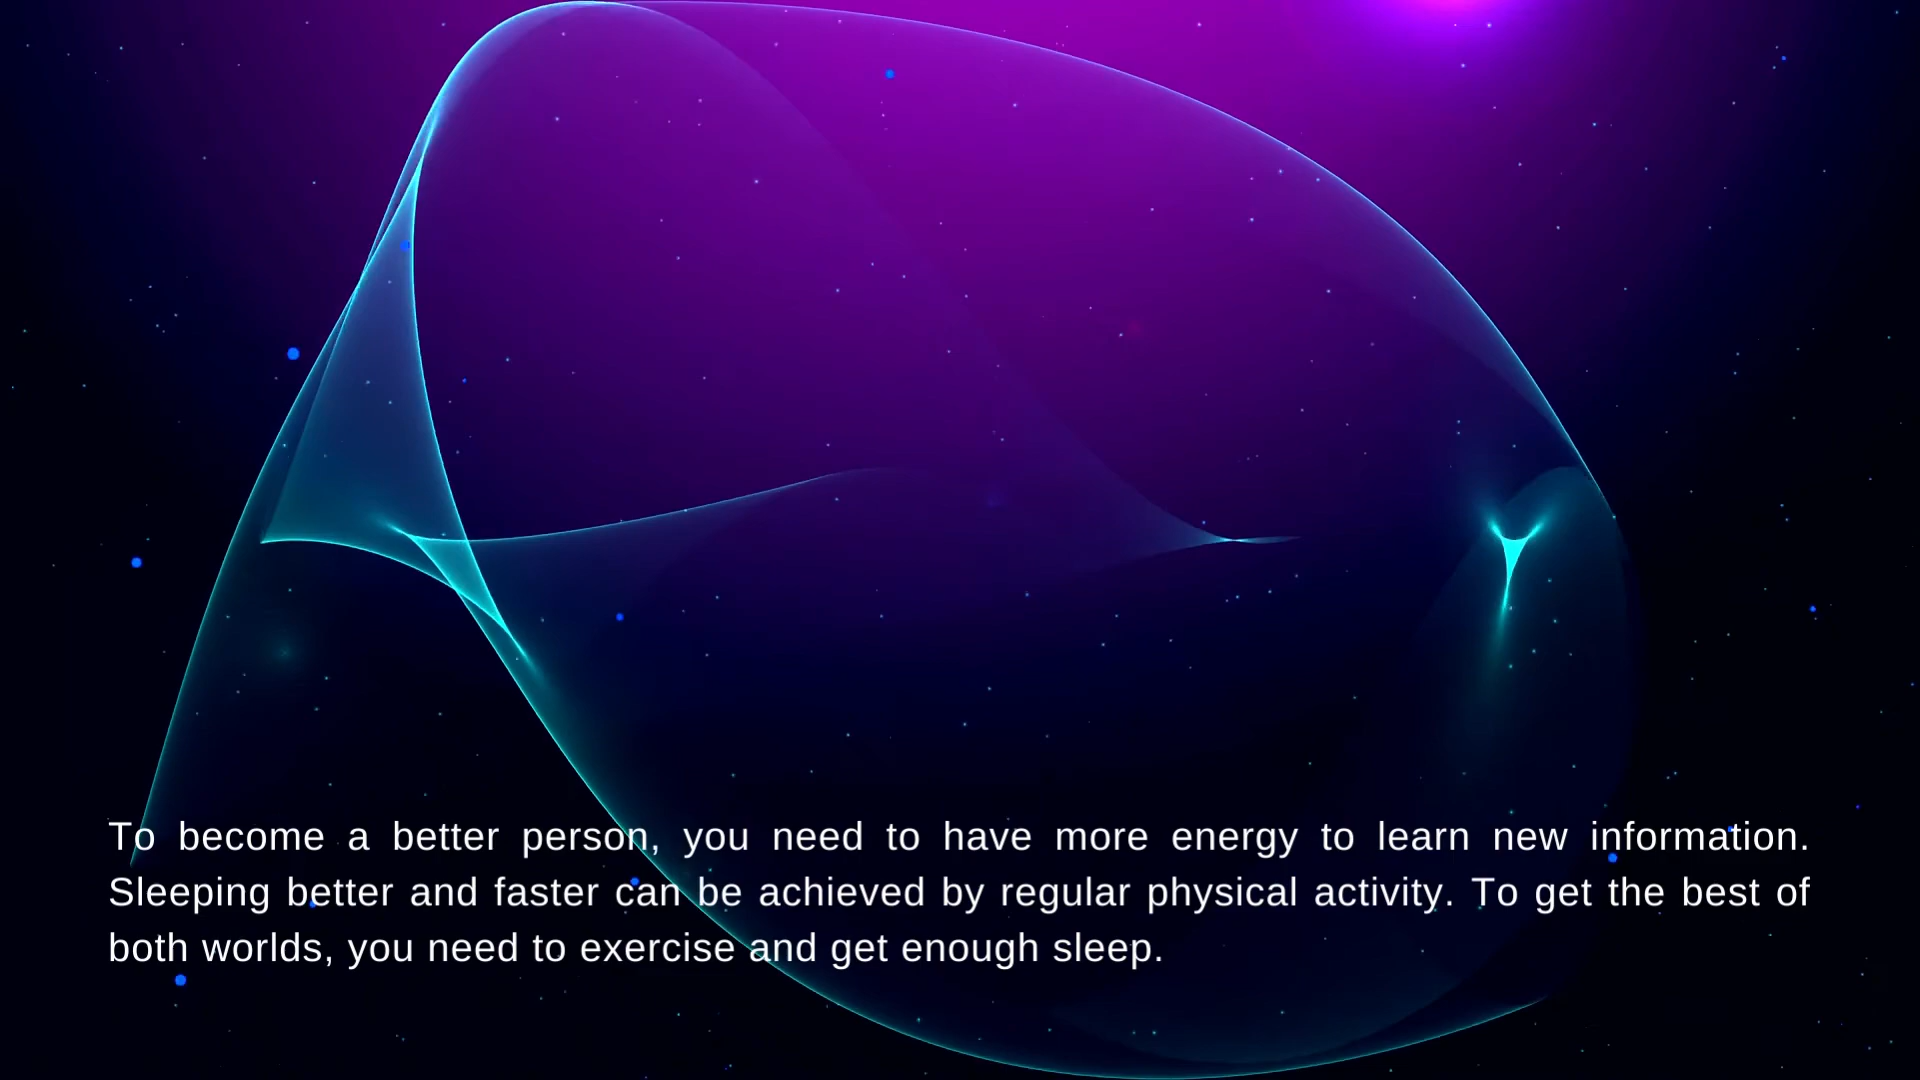 To become a better person, you need to have more energy to learn new information.
Sleeping better and faster can be achieved by regular physical activity. To get the best of
both worlds, you need to exercise and get enough sleep.